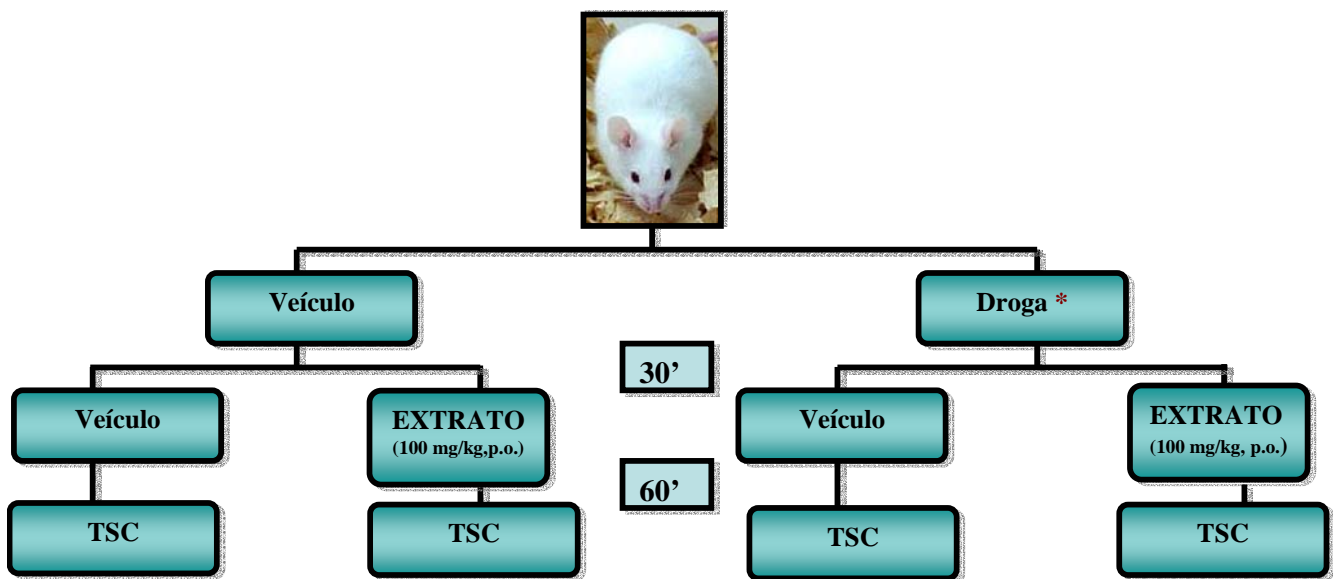 Veículo
Droga *
30’
Veículo
EXTRATO
(100 mg/kg,p.o.)
Veículo
EXTRATO
(100 mg/kg, p.o.)
60’
TSC
TSC
TSC
TSC